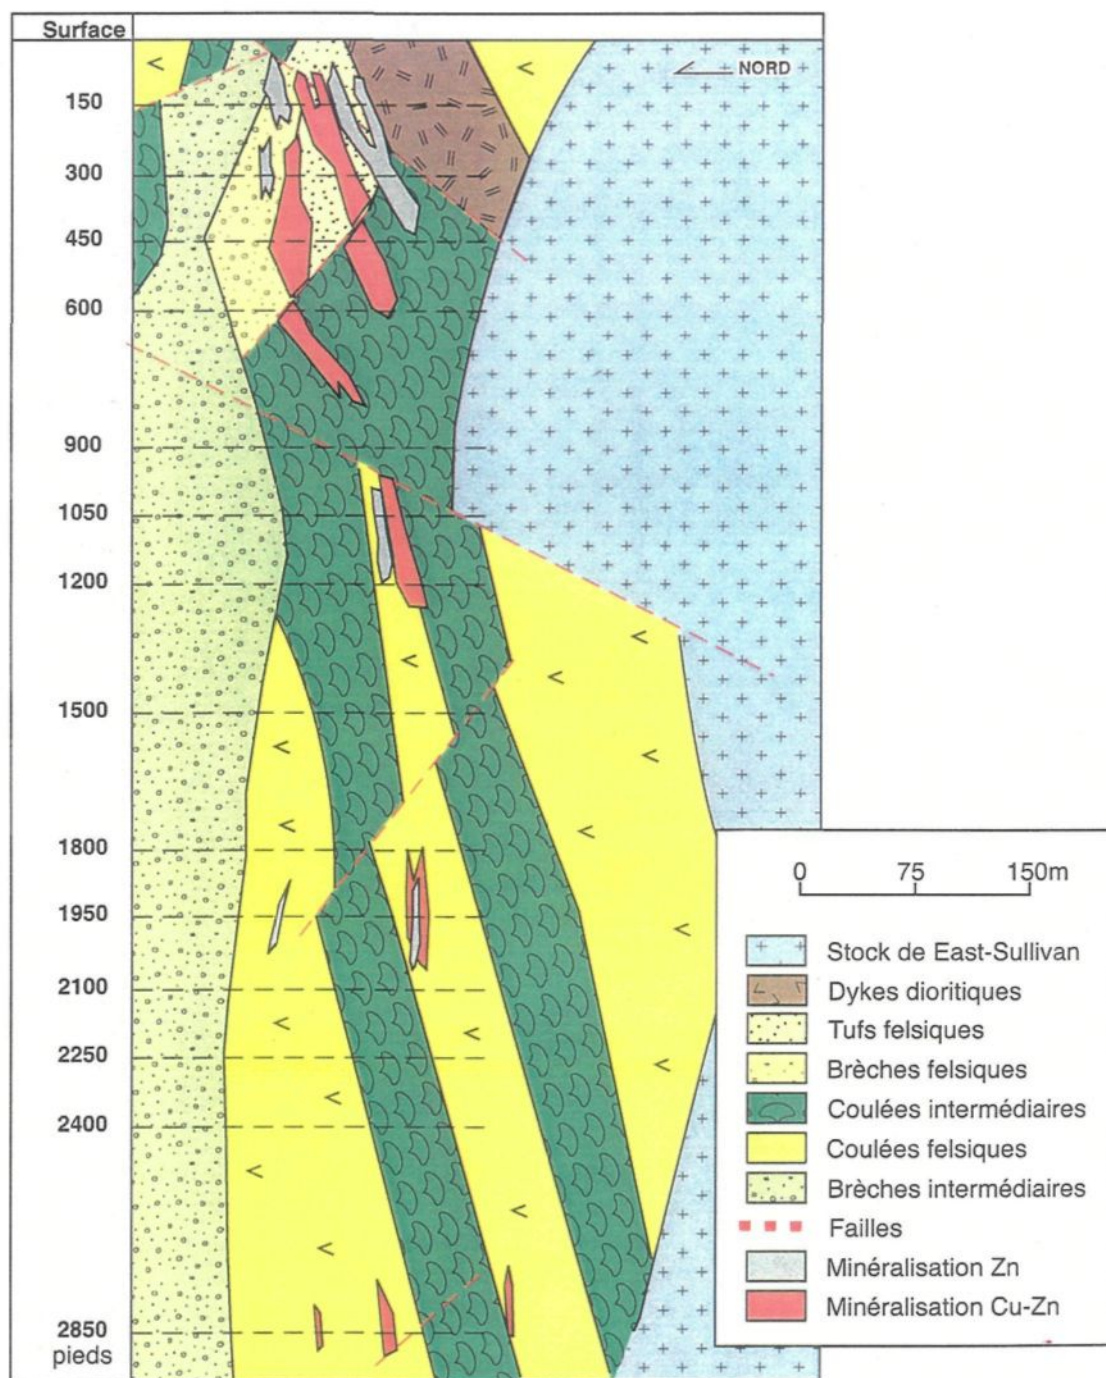 Surface
NORD
150
300
450
600
900
1050
1200
1500
1800
1950
2100
2250
2400
2850
pieds
0 75 150m
Stock de East-Sullivan
Dykes dioritiques
Tufs felsiques
Brèches felsiques
Coulées intermédiaires
Coulées felsiques
Brèches intermédiaires
Failles
Minéralisation Zn
Minéralisation Cu-Zn